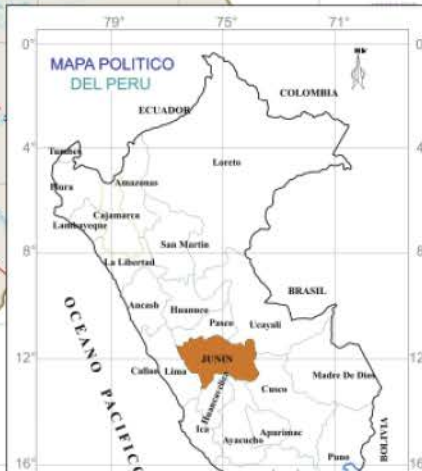 79°
75°
71°
0°
MAPA POLITICO
DEL PERU
COLOMBIA
ECUADOR
4°
Tumbes
Loreto
Piura
Amazonas
Cajamarca
Lambayeque
San Martin
8°
La Libertad
BRASIL
Ancash
Huanuco
Pasco
Ucayali
OCEANO PACIFICO
JUNIN
12°
Callao
Lima
Madre De Dios
Cusco
Huancavelica
Ica
Apurimac
Ayacucho
BOLIVIA
Puno
16°